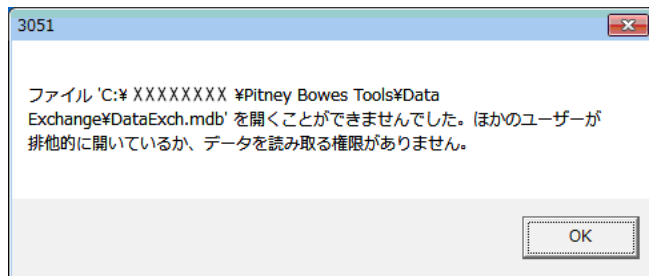 3051
ファイル 'C:¥ XXXXXXXX ¥Pitney Bowes Tools¥Data
Exchange¥DataExch.mdb' を開くことができませんでした。ほかのユーザーが
排他的に開いているか、データを読み取る権限がありません。
OK